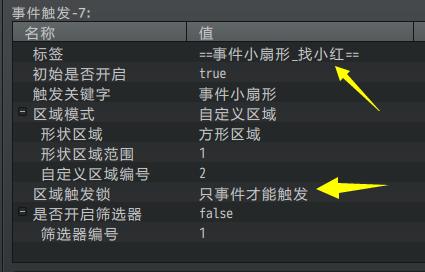 事件触发-7:
名称 值
标签 ==事件小扇形_找小红==
初始是否开启 true
触发关键字 事件小扇形
区域模式 自定义区域
形状区域 方形区域
形状区域范围 1
自定义区域编号 2
区域触发锁 只事件才能触发
是否开启筛选器 false
筛选器编号 1